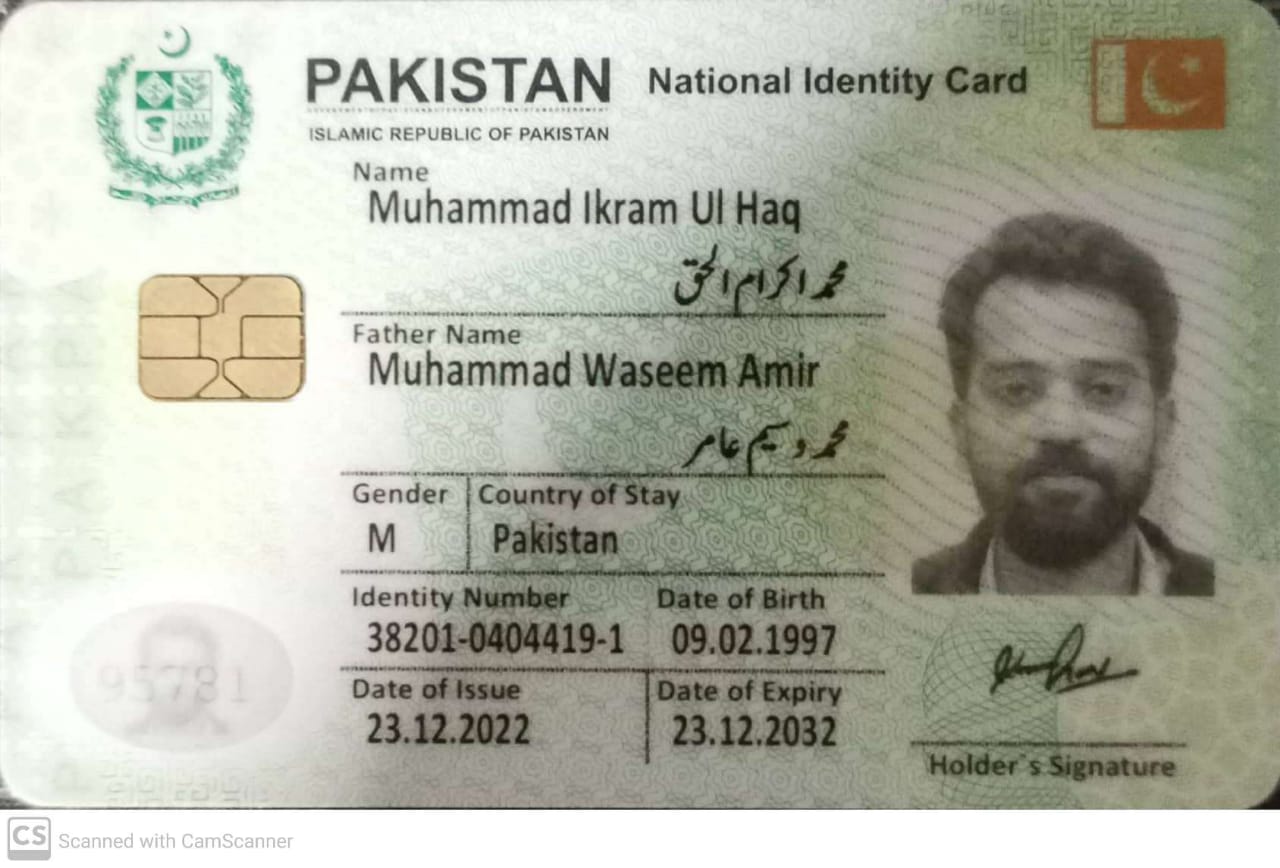 PAKISTAN National Identity Card
ISLAMIC REPUBLIC OF PAKISTAN
Name
Muhammad Ikram Ul Haq
محمد اکرام الحق
Father Name
Muhammad Waseem Amir
محمد وسیم عامر
Gender Country of Stay
M Pakistan
Identity Number Date of Birth
38201-0404419-1 09.02.1997
Date of Issue Date of Expiry
23.12.2022 23.12.2032
95781
Holder's Signature
CS Scanned with CamScanner